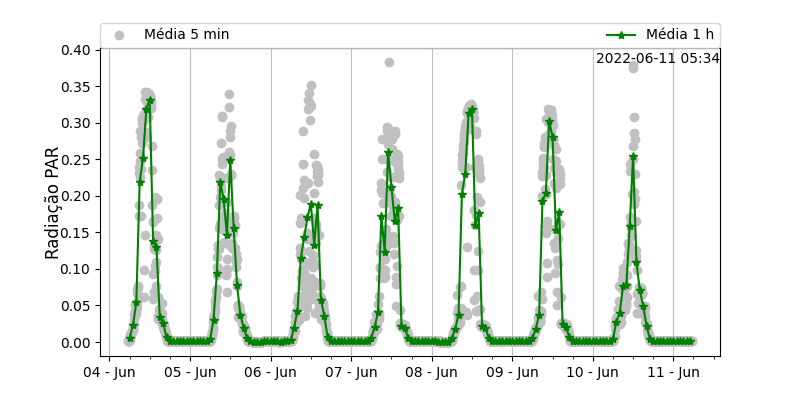 Média 5 min
Média 1 h
2022-06-11 05:34
Radiação PAR
0.40
0.35
0.30
0.25
0.20
0.15
0.10
0.05
0.00
04 - Jun
05 - Jun
06 - Jun
07 - Jun
08 - Jun
09 - Jun
10 - Jun
11 - Jun